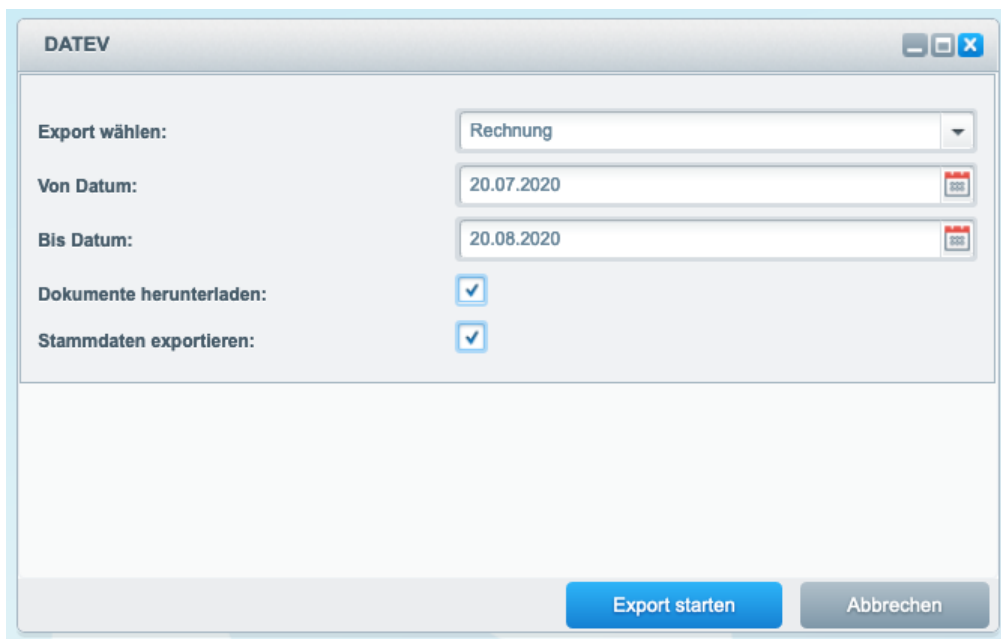 DATEV
Export wählen: Rechnung
Von Datum: 20.07.2020
Bis Datum: 20.08.2020
Dokumente herunterladen:
Stammdaten exportieren:
Export starten Abbrechen